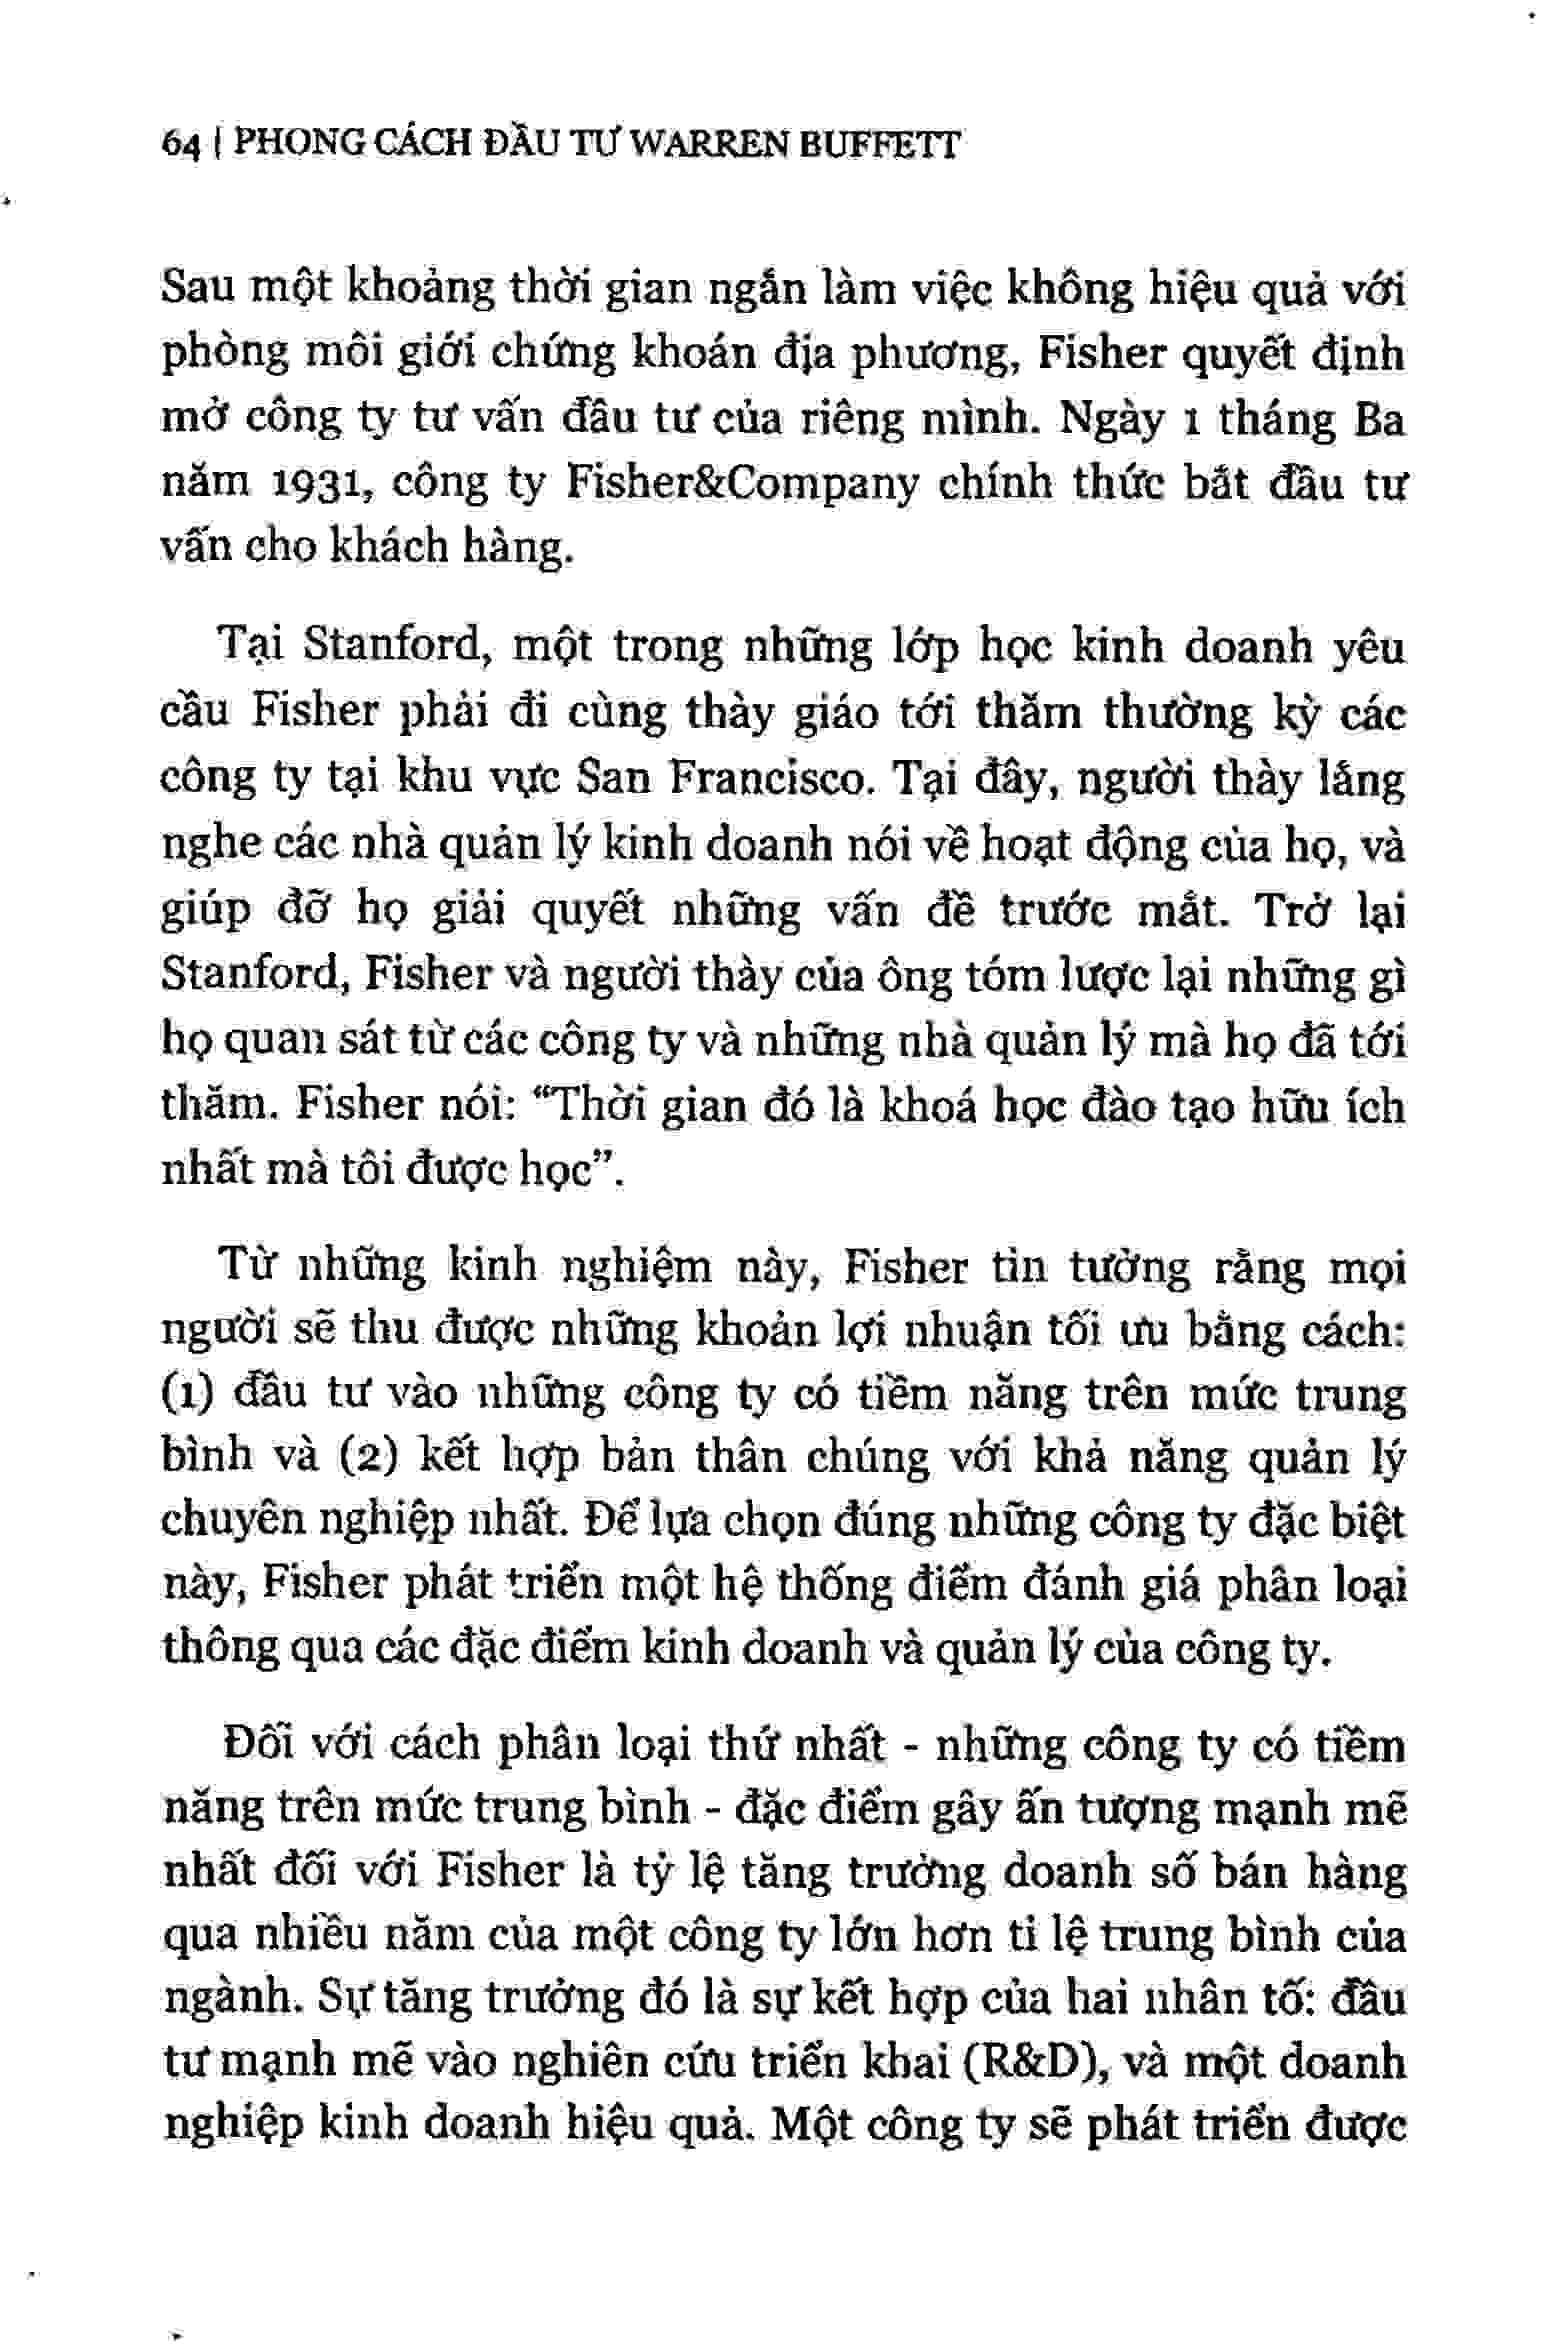 64 | PHONG CÁCH ĐẦU TƯ WARREN BUFFETT
Sau một khoảng thời gian ngắn làm việc không hiệu quả với
phòng môi giới chứng khoán địa phương, Fisher quyết định
mở công ty tư vấn đầu tư của riêng mình. Ngày 1 tháng Ba
năm 1931, công ty Fisher&Company chính thức bắt đầu tư
vấn cho khách hàng.
Tại Stanford, một trong những lớp học kinh doanh yêu
cầu Fisher phải đi cùng thày giáo tới thăm thường kỳ các
công ty tại khu vực San Francisco. Tại đây, người thày lắng
nghe các nhà quản lý kinh doanh nói về hoạt động của họ, và
giúp đỡ họ giải quyết những vấn đề trước mắt. Trở lại
Stanford, Fisher và người thày của ông tóm lược lại những gì
họ quan sát từ các công ty và những nhà quản lý mà họ đã tới
thăm. Fisher nói: “Thời gian đó là khoá học đào tạo hữu ích
nhất mà tôi được học”.
Từ những kinh nghiệm này, Fisher tin tưởng rằng mọi
người sẽ thu được những khoản lợi nhuận tối ưu bằng cách:
(1) đầu tư vào những công ty có tiềm năng trên mức trung
bình và (2) kết hợp bản thân chúng với khả năng quản lý
chuyên nghiệp nhất. Để lựa chọn đúng những công ty đặc biệt
này, Fisher phát triển một hệ thống điểm đánh giá phân loại
thông qua các đặc điểm kinh doanh và quản lý của công ty.
Đối với cách phân loại thứ nhất - những công ty có tiềm
năng trên mức trung bình - đặc điểm gây ấn tượng mạnh mẽ
nhất đối với Fisher là tỷ lệ tăng trưởng doanh số bán hàng
qua nhiều năm của một công ty lớn hơn tỉ lệ trung bình của
ngành. Sự tăng trưởng đó là sự kết hợp của hai nhân tố: đầu
tư mạnh mẽ vào nghiên cứu triển khai (R&D), và một doanh
nghiệp kinh doanh hiệu quả. Một công ty sẽ phát triển được